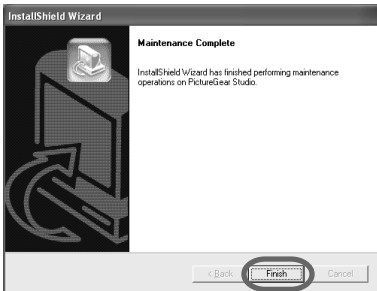 InstallShield Wizard
Maintenance Complete
InstallShield Wizard has finished performing maintenance
operations on PictureGear Studio.
< Back
Finish
Cancel